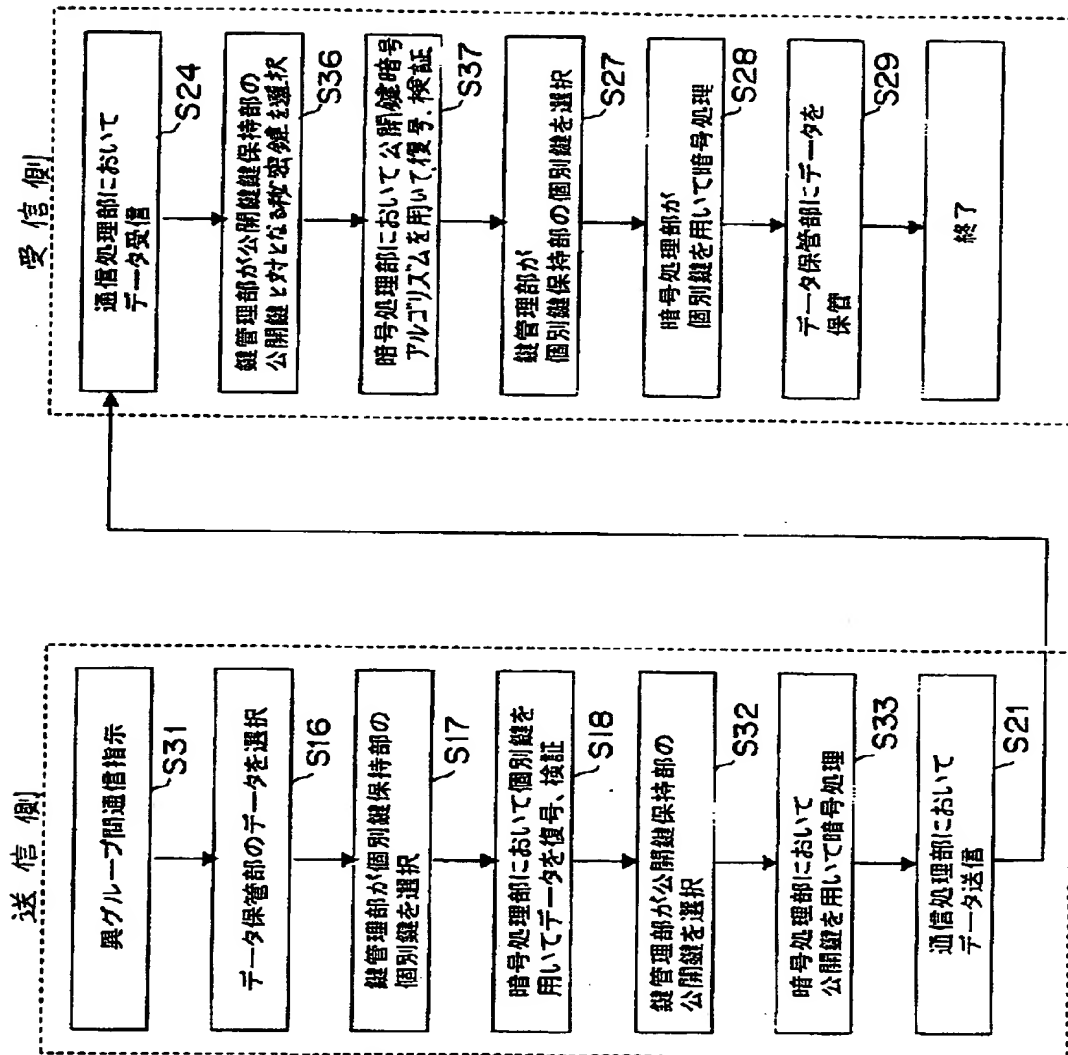 送信側
異グループ間通信指示
S31
データ保管部のデータを選択
S16
鍵管理部が個別鍵保持部の
個別鍵を選択
S17
暗号処理部において個別鍵を
用いてデータを復号、検証
S18
鍵管理部が公開鍵保持部の
公開鍵を選択
S32
暗号処理部において
公開鍵を用いて暗号処理
S33
通信処理部において
データ送信
S21
受信側
通信処理部において
データ受信
S24
鍵管理部が公開鍵鍵保持部の
公開鍵と対となる秘密鍵を選択
S36
暗号処理部において公開鍵暗号
アルゴリズムを用いて、復号、検証
S37
鍵管理部が
個別鍵保持部の個別鍵を選択
S27
暗号処理部が
個別鍵を用いて暗号処理
S28
データ保管部にデータを
保管
S29
終了